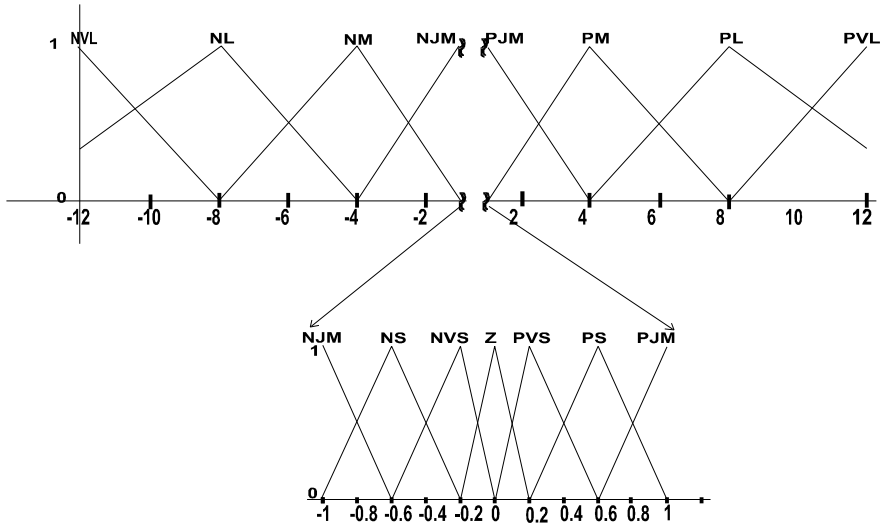 1 NVL NL NM NJM PJM PM PL PVL
0
-12 -10 -8 -6 -4 -2 2 4 6 8 10 12
NJM NS NVS Z PVS PS PJM
1
0
-1 -0.8 -0.6 -0.4 -0.2 0 0.2 0.4 0.6 0.8 1